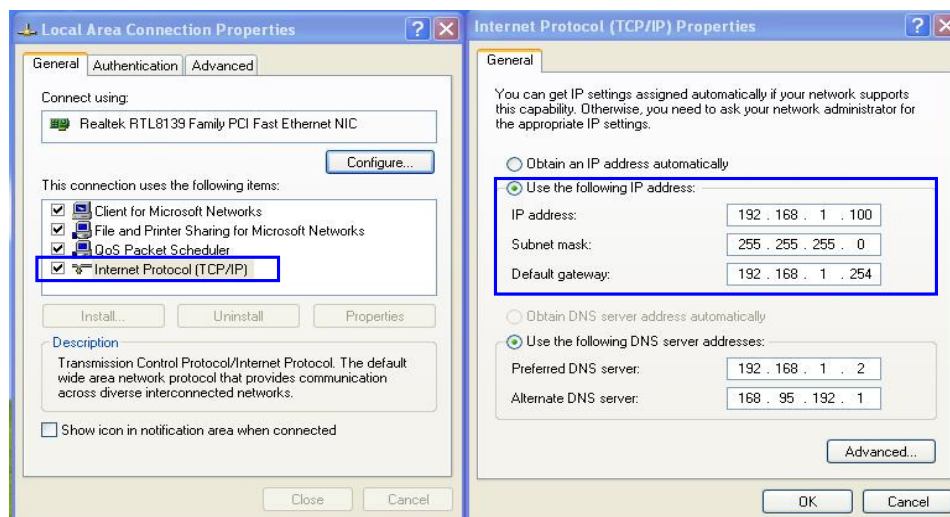 Local Area Connection Properties
General Authentication Advanced
Connect using:
Realtek RTL8139 Family PCI Fast Ethernet NIC
Configure...
This connection uses the following items:
Client for Microsoft Networks
File and Printer Sharing for Microsoft Networks
QoS Packet Scheduler
Internet Protocol (TCP/IP)
Install... Uninstall Properties
Description
Transmission Control Protocol/Internet Protocol. The default
wide area network protocol that provides communication
across diverse interconnected networks.
Show icon in notification area when connected
Close Cancel
Internet Protocol (TCP/IP) Properties
General
You can get IP settings assigned automatically if your network supports
this capability. Otherwise, you need to ask your network administrator for
the appropriate IP settings.
Obtain an IP address automatically
Use the following IP address:
IP address: 192 . 168 . 1 . 100
Subnet mask: 255 . 255 . 255 . 0
Default gateway: 192 . 168 . 1 . 254
Obtain DNS server address automatically
Use the following DNS server addresses:
Preferred DNS server: 192 . 168 . 1 . 2
Alternate DNS server: 168 . 95 . 192 . 1
Advanced...
OK Cancel